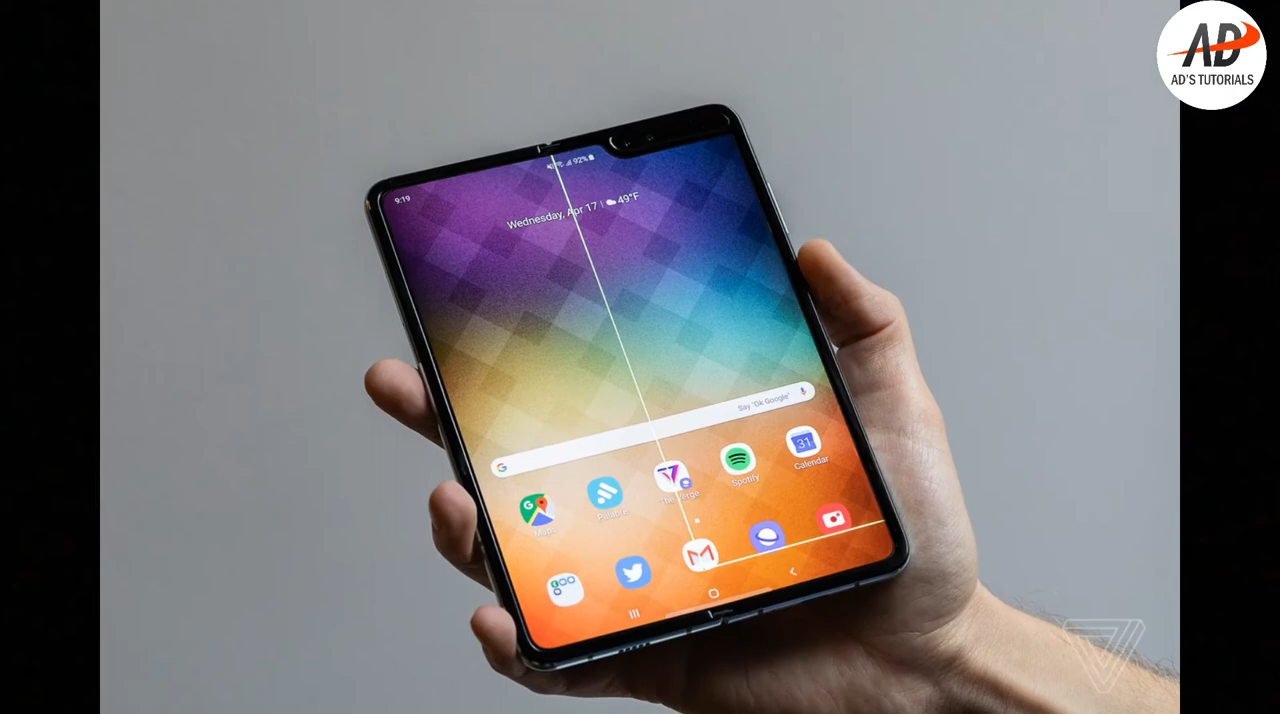 AD
AD'S TUTORIALS
92%
9:19
Wednesday, Apr 17 | 49°F
Say "Ok Google"
G
31
Calendar
Spotify
The Verge
Maps